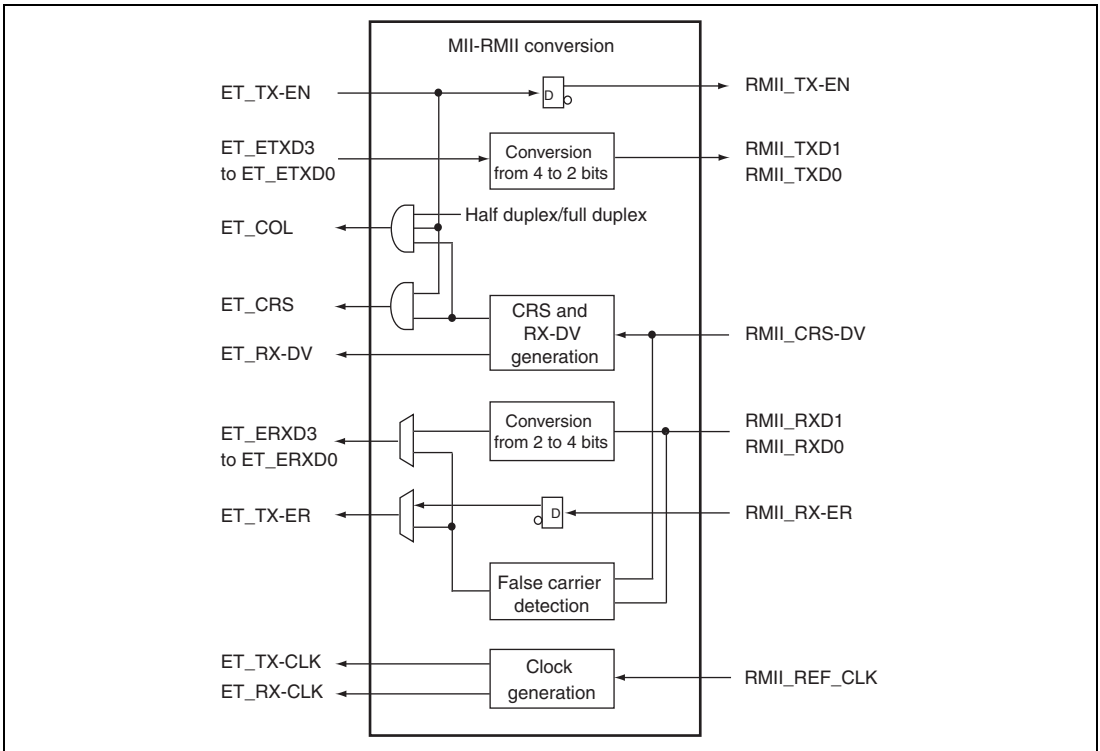 MII-RMII conversion
ET_TX-EN
D
RMII_TX-EN
ET_ETXD3
to ET_ETXD0
Conversion
from 4 to 2 bits
RMII_TXD1
RMII_TXD0
Half duplex/full duplex
ET_COL
ET_CRS
CRS and
RX-DV
generation
RMII_CRS-DV
ET_RX-DV
ET_ERXD3
to ET_ERXD0
Conversion
from 2 to 4 bits
RMII_RXD1
RMII_RXD0
ET_TX-ER
D
RMII_RX-ER
False carrier
detection
ET_TX-CLK
ET_RX-CLK
Clock
generation
RMII_REF_CLK